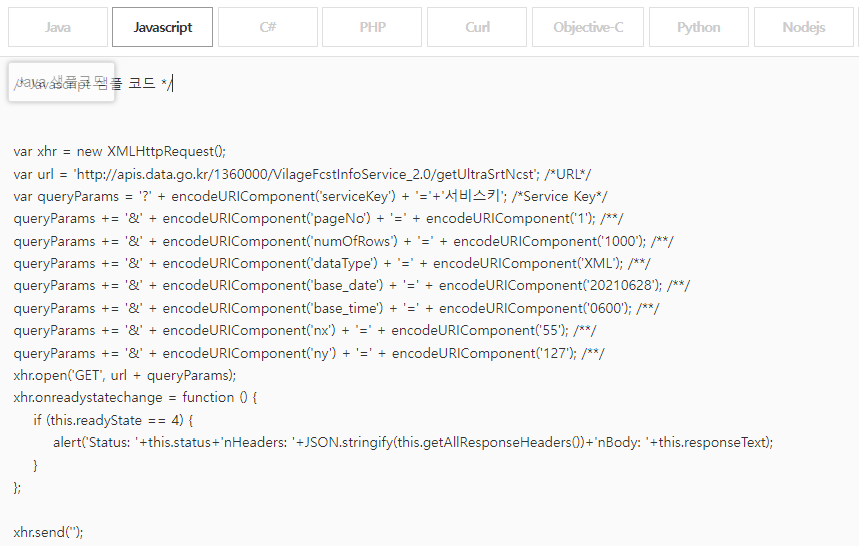 Java Javascript C# PHP Curl Objective-C Python Nodejs
Java 샘플코드
/* Javascript 샘플 코드 */
var xhr = new XMLHttpRequest();
var url = 'http://apis.data.go.kr/1360000/VilageFcstInfoService_2.0/getUltraSrtNcst'; /*URL*/
var queryParams = '?' + encodeURIComponent('serviceKey') + '='+'서비스키'; /*Service Key*/
queryParams += '&' + encodeURIComponent('pageNo') + '=' + encodeURIComponent('1'); /**/
queryParams += '&' + encodeURIComponent('numOfRows') + '=' + encodeURIComponent('1000'); /**/
queryParams += '&' + encodeURIComponent('dataType') + '=' + encodeURIComponent('XML'); /**/
queryParams += '&' + encodeURIComponent('base_date') + '=' + encodeURIComponent('20210628'); /**/
queryParams += '&' + encodeURIComponent('base_time') + '=' + encodeURIComponent('0600'); /**/
queryParams += '&' + encodeURIComponent('nx') + '=' + encodeURIComponent('55'); /**/
queryParams += '&' + encodeURIComponent('ny') + '=' + encodeURIComponent('127'); /**/
xhr.open('GET', url + queryParams);
xhr.onreadystatechange = function () {
if (this.readyState == 4) {
alert('Status: '+this.status+'nHeaders: '+JSON.stringify(this.getAllResponseHeaders())+'nBody: '+this.responseText);
}
};
xhr.send('');